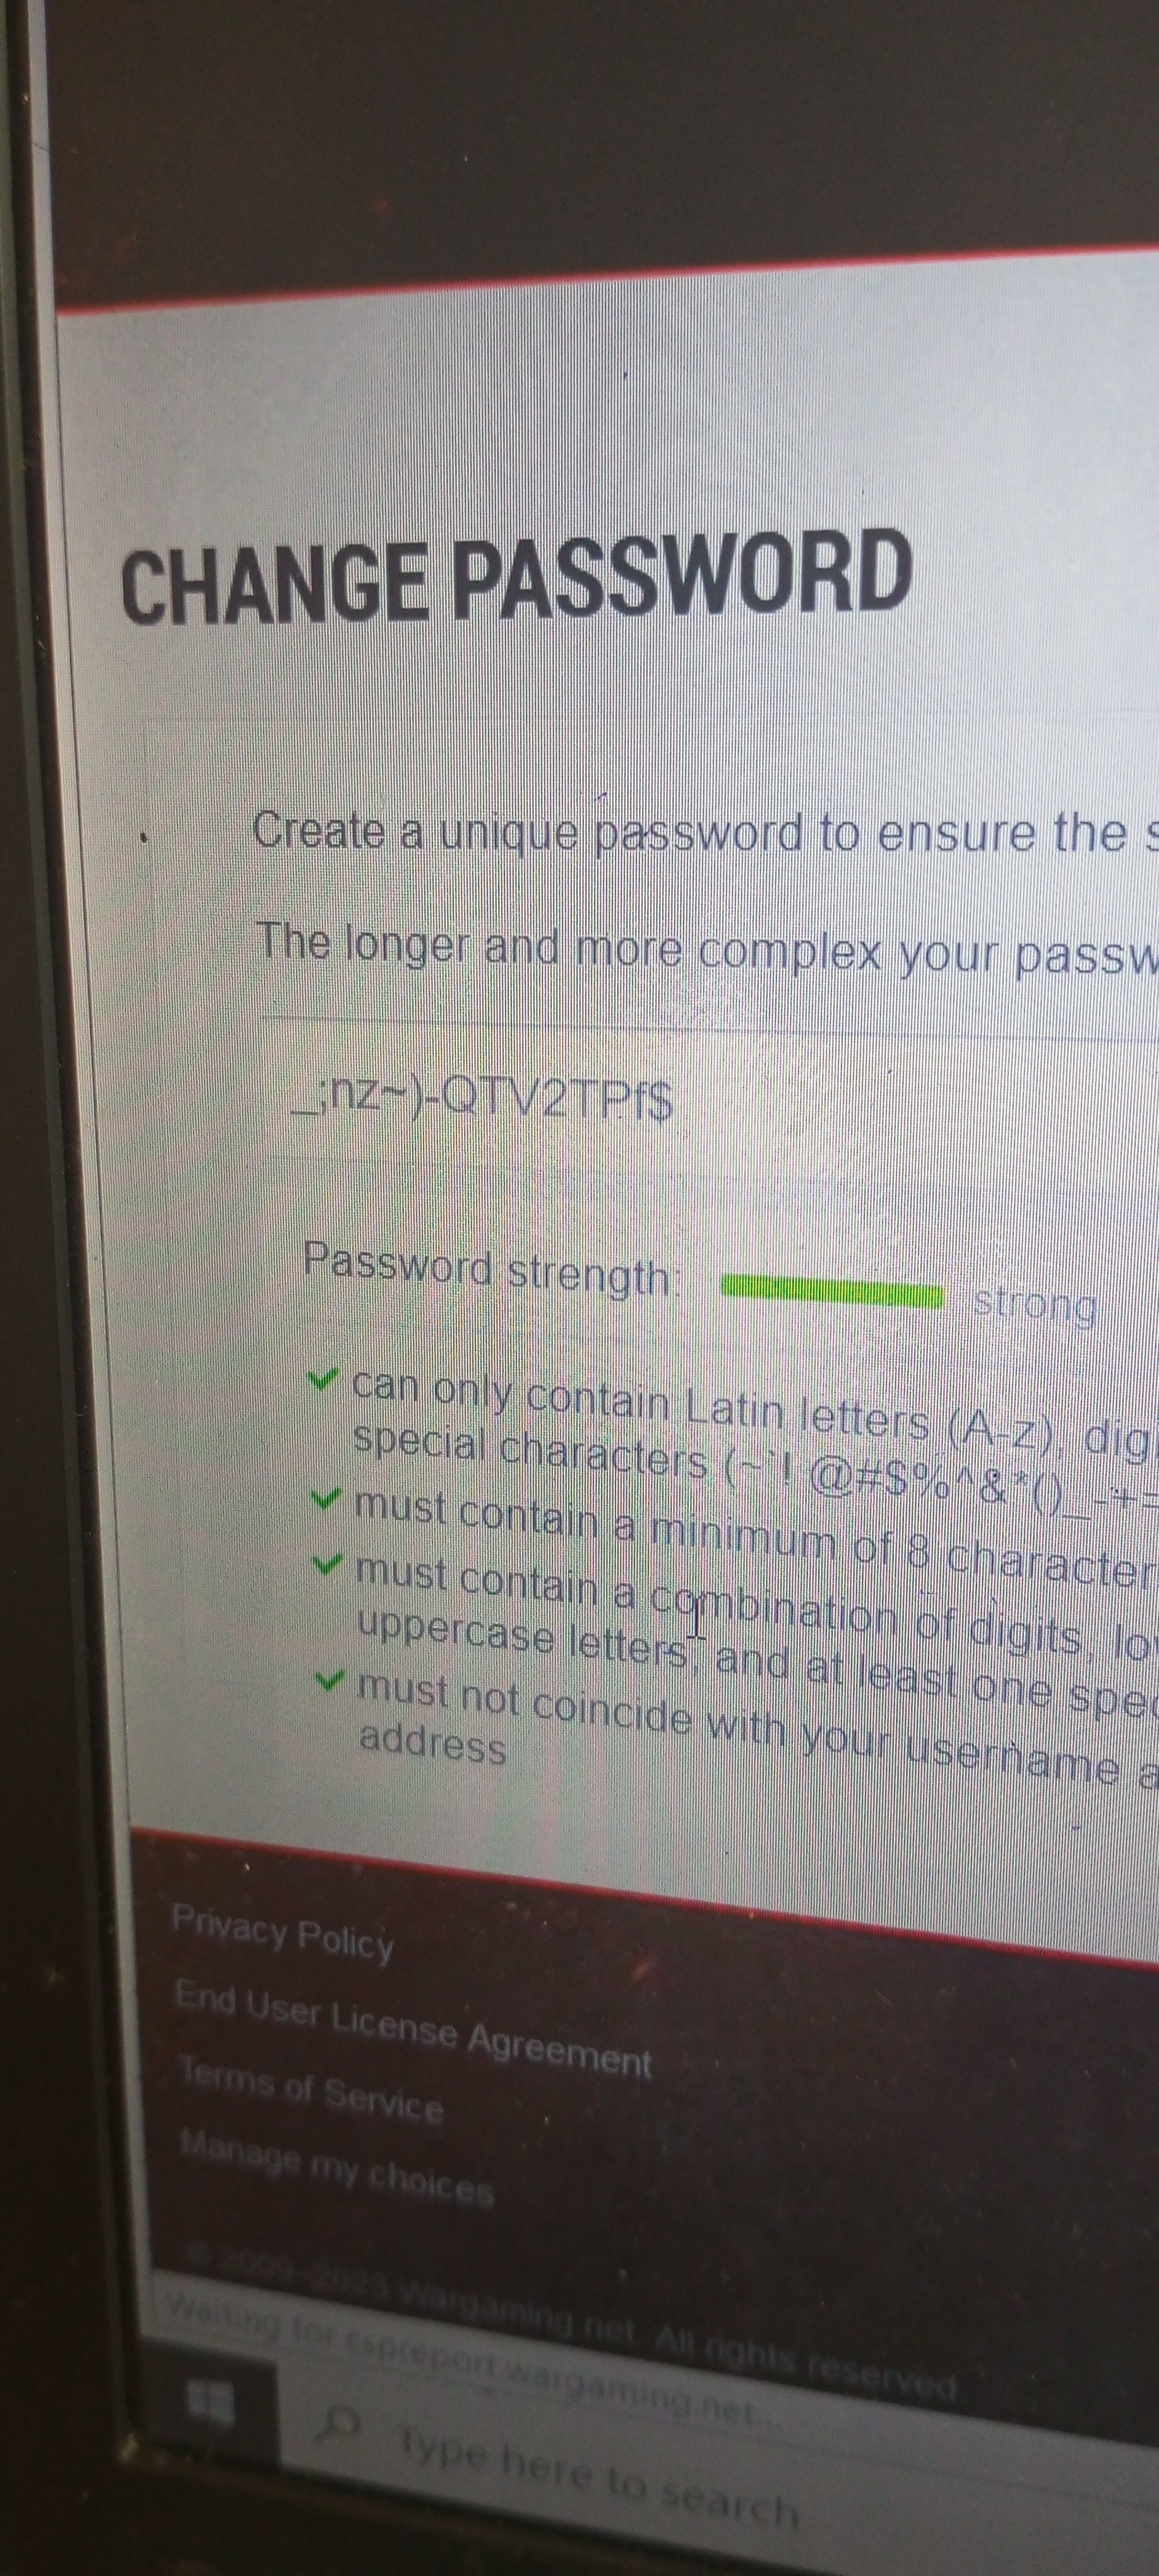 CHANGE PASSWORD
Create a unique password to ensure the s
The longer and more complex your passw
_;nz~)-QTV2TPf$
Password strength: strong
can only contain Latin letters (A-z), dig
special characters (~`! @#$%^&*()_-+=
must contain a minimum of 8 character
must contain a combination of digits, lo
uppercase letters, and at least one spec
must not coincide with your username a
address
Privacy Policy
End User License Agreement
Terms of Service
Manage my choices
© 2009–2023 Wargaming.net. All rights reserved
Waiting for cspreport.wargaming.net...
Type here to search